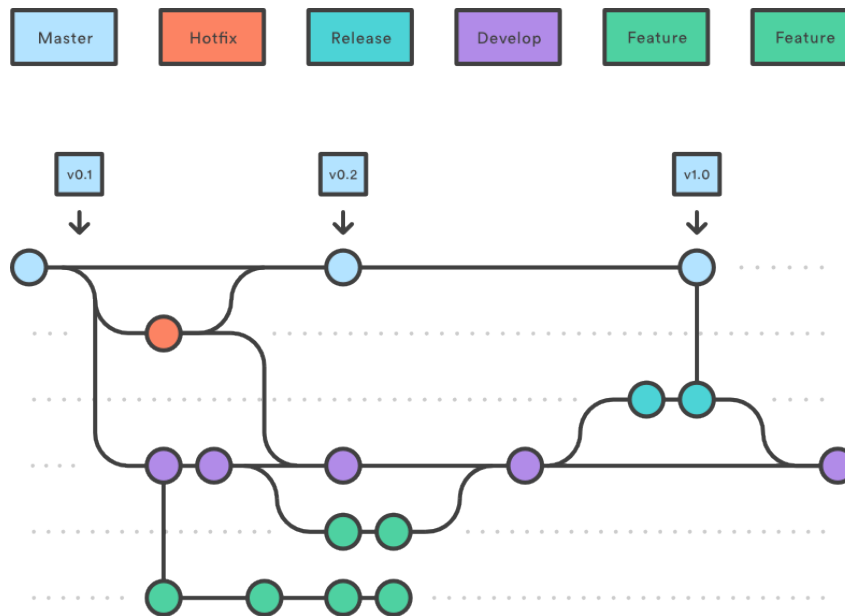 Master
Hotfix
Release
Develop
Feature
Feature
v0.1
v0.2
v1.0